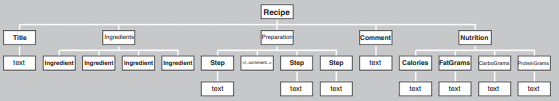 Recipe
Title Ingredients Preparation Comment Nutrition
text Ingredient Ingredient Ingredient Ingredient Step <!-- comment --> Step Step text Calories FatGrams CarboGrams ProteinGrams
text text text text text text text